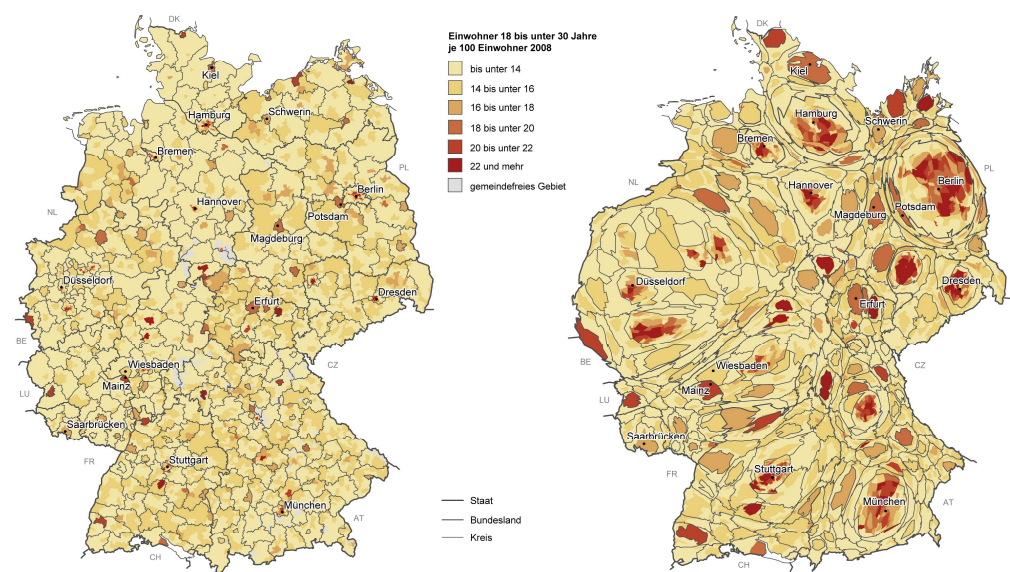 DK
Kiel
Hamburg
Schwerin
Bremen
PL
Berlin
Hannover
Potsdam
NL
Magdeburg
Düsseldorf
Dresden
Erfurt
BE
Wiesbaden
CZ
Mainz
LU
Saarbrücken
FR
Stuttgart
München
AT
CH
Einwohner 18 bis unter 30 Jahre
je 100 Einwohner 2008
bis unter 14
14 bis unter 16
16 bis unter 18
18 bis unter 20
20 bis unter 22
22 und mehr
gemeindefreies Gebiet
Staat
Bundesland
Kreis
DK
Kiel
Hamburg
Schwerin
Bremen
PL
NL
Berlin
Hannover
Potsdam
Magdeburg
Düsseldorf
Dresden
Erfurt
BE
Wiesbaden
CZ
Mainz
LU
Saarbrücken
FR
Stuttgart
München
AT
CH